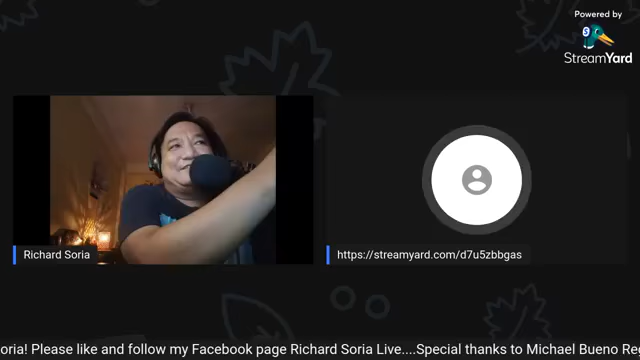 Powered by
StreamYard
Richard Soria
https://streamyard.com/d7u5zbbgas
oria! Please like and follow my Facebook page Richard Soria Live....Special thanks to Michael Bueno Re